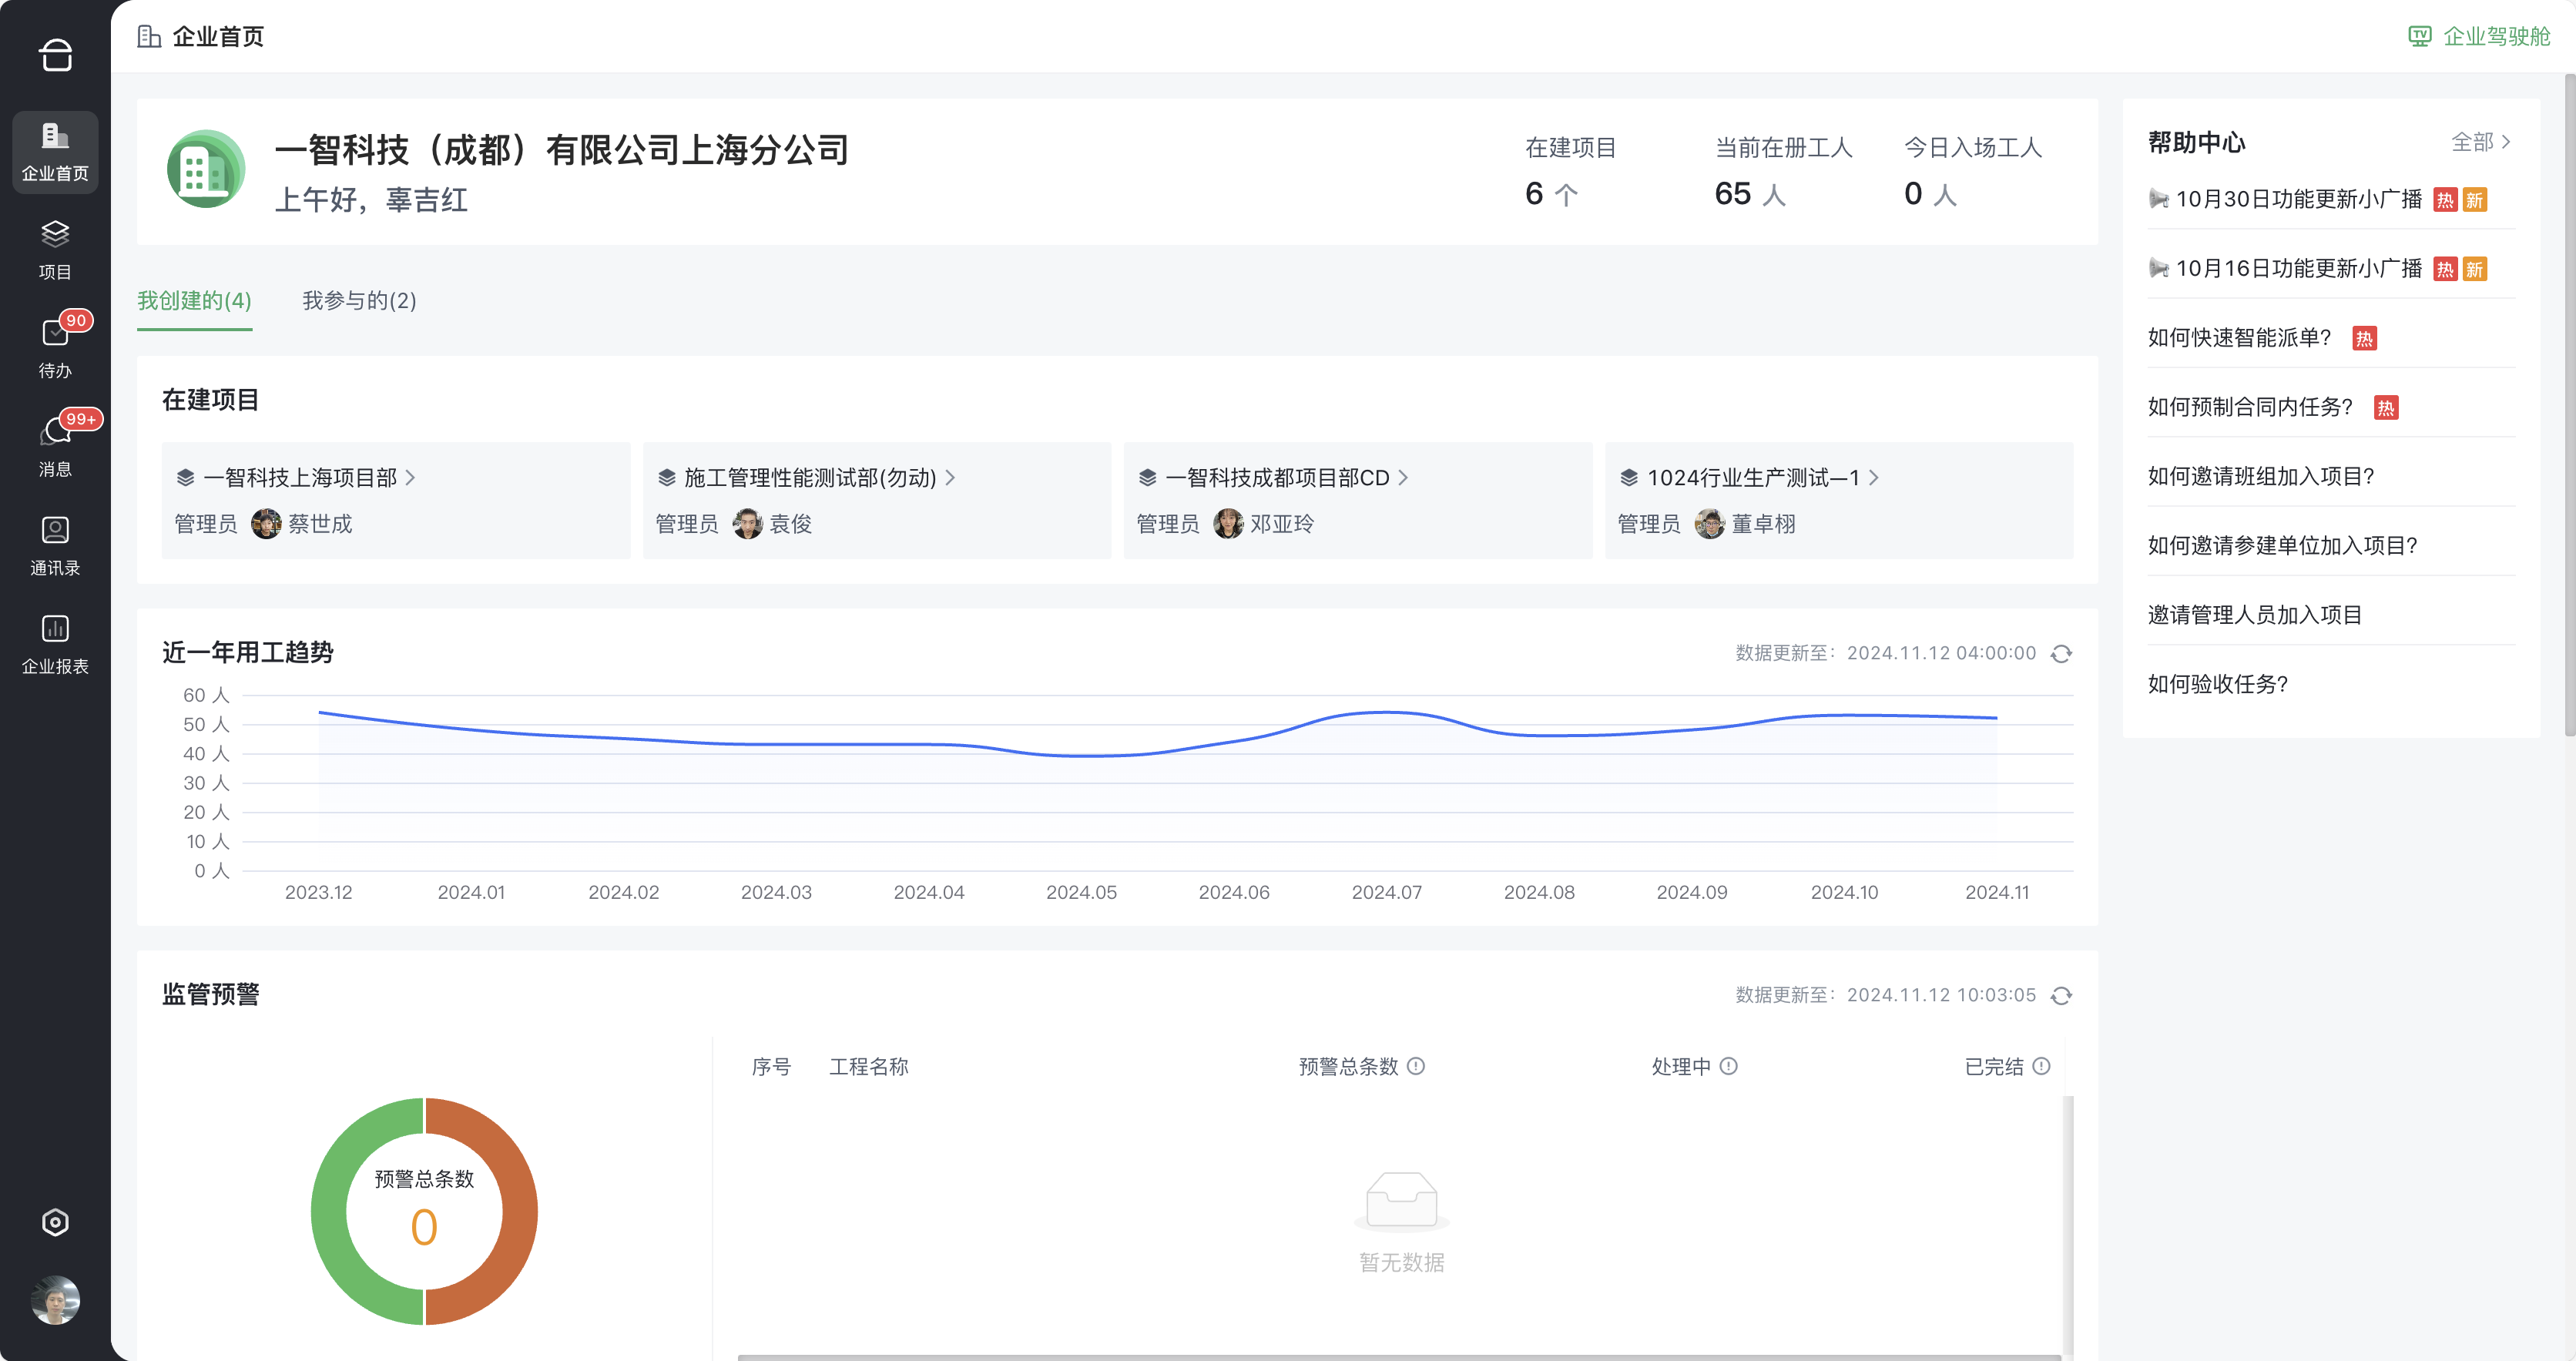 企业首页
企业驾驶舱
企业首页
项目
90
待办
99+
消息
通讯录
企业报表
一智科技（成都）有限公司上海分公司
上午好，辜吉红
在建项目
6 个
当前在册工人
65 人
今日入场工人
0 人
我创建的(4)
我参与的(2)
在建项目
一智科技上海项目部
管理员 蔡世成
施工管理性能测试部(勿动)
管理员 袁俊
一智科技成都项目部CD
管理员 邓亚玲
1024行业生产测试—1
管理员 董卓栩
近一年用工趋势
数据更新至： 2024.11.12 04:00:00
60 人
50 人
40 人
30 人
20 人
10 人
0 人
2023.12 2024.01 2024.02 2024.03 2024.04 2024.05 2024.06 2024.07 2024.08 2024.09 2024.10 2024.11
监管预警
数据更新至： 2024.11.12 10:03:05
预警总条数
0
序号 工程名称 预警总条数 处理中 已完结
暂无数据
帮助中心
全部
10月30日功能更新小广播 热 新
10月16日功能更新小广播 热 新
如何快速智能派单? 热
如何预制合同内任务? 热
如何邀请班组加入项目?
如何邀请参建单位加入项目?
邀请管理人员加入项目
如何验收任务?